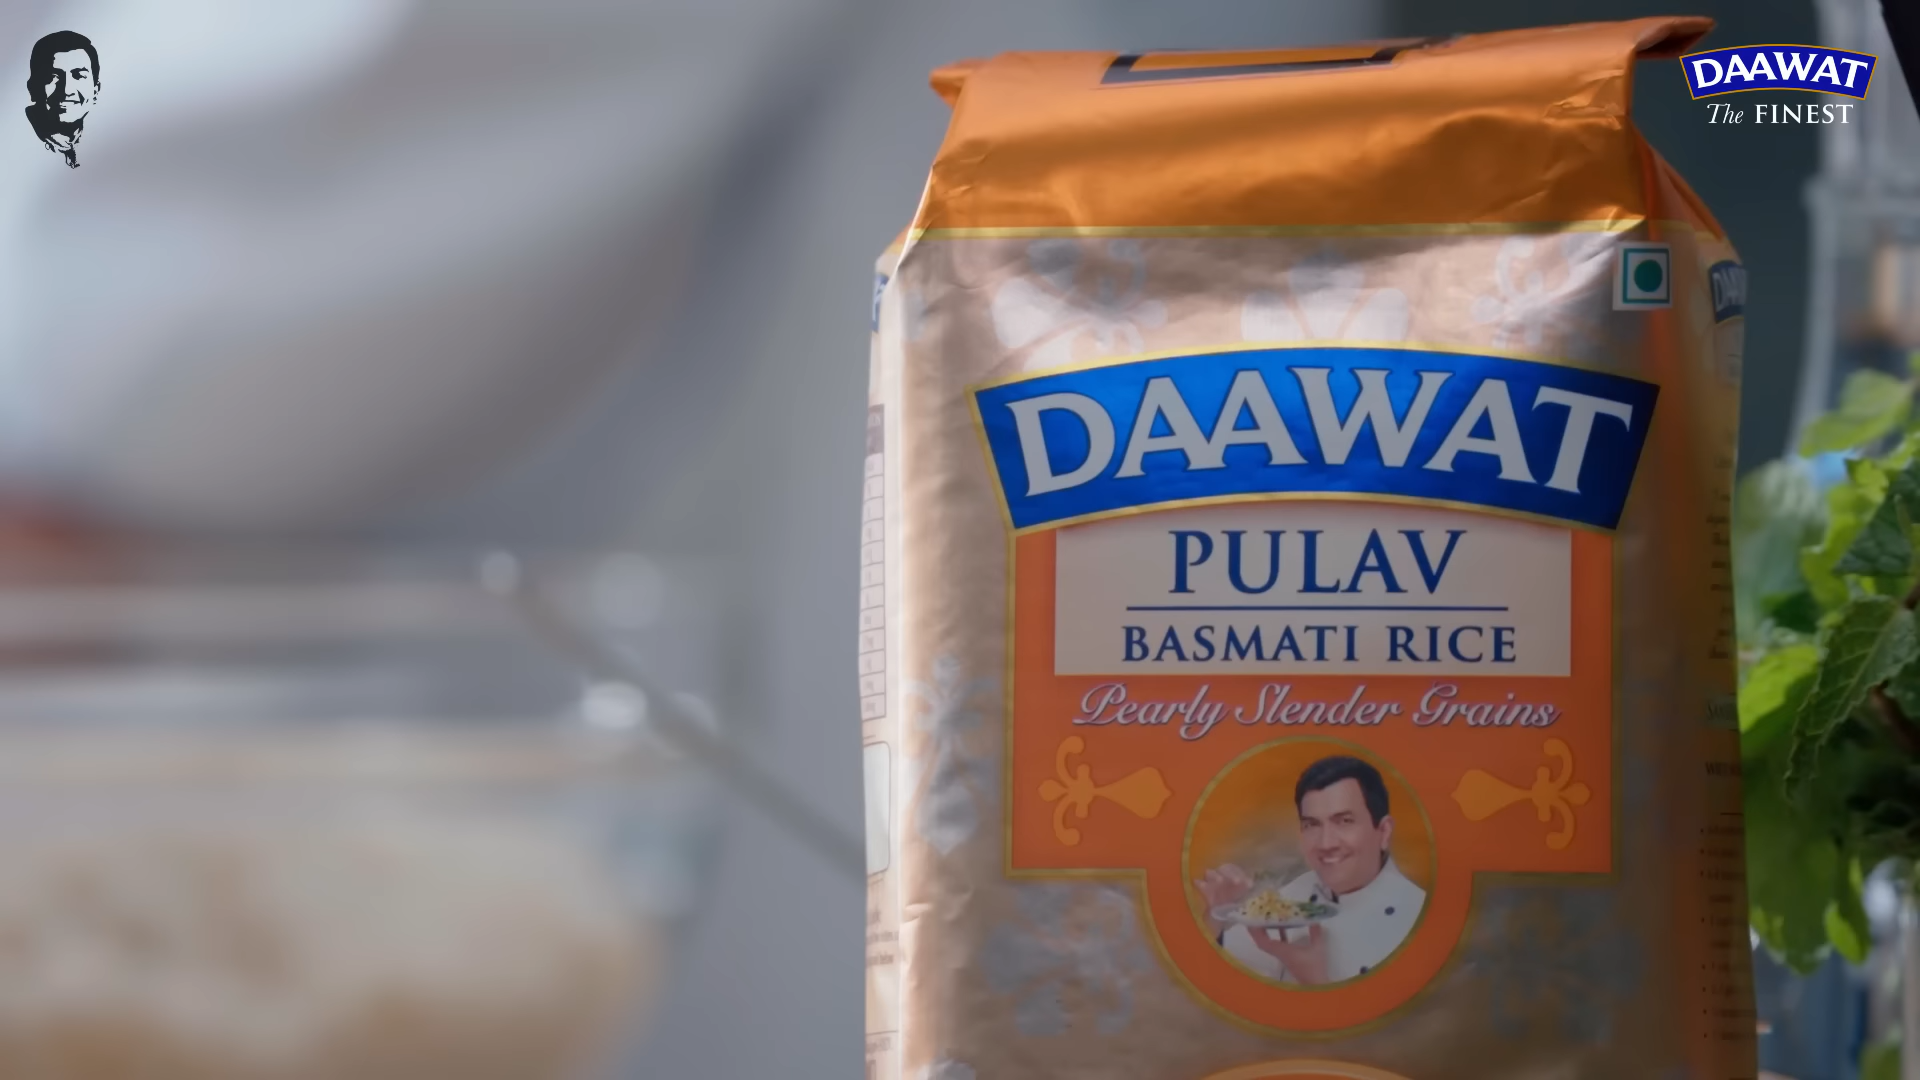 DAAWAT
The FINEST
DAAWAT
PULAV
BASMATI RICE
Pearly Slender Grains